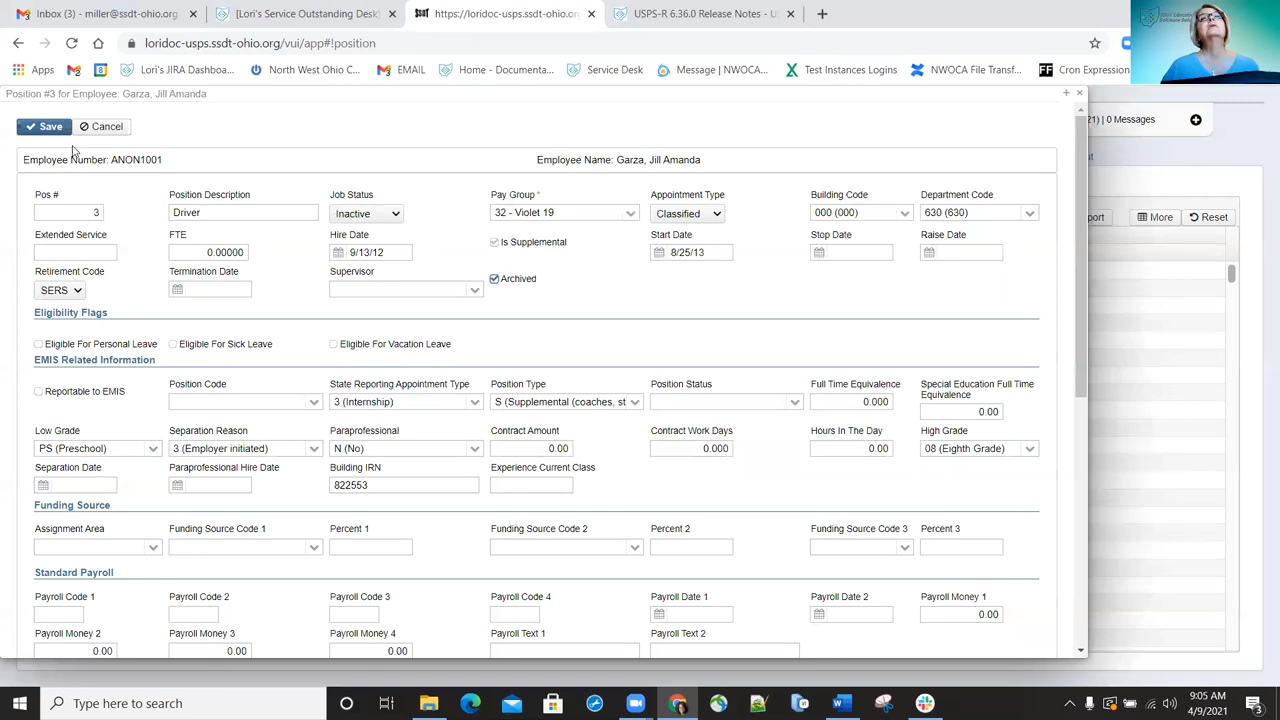 Inbox (3) - miller@ssdt-ohio.org
[Lori's Service Outstanding Desk]
https://loridoc-usps.ssdt-ohio.org
USPS-R 6.36.0 Release Notes - U
loridoc-usps.ssdt-ohio.org/vui/app#!position
Apps
Lori's JIRA Dashboa...
North West Ohio C...
EMAIL
Home - Documenta...
Service Desk
Message | NWOCA
Test Instances Logins
NWOCA File Transf...
Cron Expression
Position #3 for Employee: Garza, Jill Amanda
21) | 0 Messages
Save Cancel
Employee Number: ANON1001 Employee Name: Garza, Jill Amanda
Pos # Position Description Job Status Pay Group * Appointment Type Building Code Department Code
3 Driver Inactive 32 - Violet 19 Classified 000 (000) 630 (630)
port More Reset
Extended Service FTE Hire Date Is Supplemental Start Date Stop Date Raise Date
0.00000 9/13/12 8/25/13
Retirement Code Termination Date Supervisor Archived
SERS
Eligibility Flags
Eligible For Personal Leave Eligible For Sick Leave Eligible For Vacation Leave
EMIS Related Information
Reportable to EMIS Position Code State Reporting Appointment Type Position Type Position Status Full Time Equivalence Special Education Full Time
Equivalence
3 (Internship) S (Supplemental (coaches, st 0.000 0.00
Low Grade Separation Reason Paraprofessional Contract Amount Contract Work Days Hours In The Day High Grade
PS (Preschool) 3 (Employer initiated) N (No) 0.00 0.000 0.00 08 (Eighth Grade)
Separation Date Paraprofessional Hire Date Building IRN Experience Current Class
822553
Funding Source
Assignment Area Funding Source Code 1 Percent 1 Funding Source Code 2 Percent 2 Funding Source Code 3 Percent 3
Standard Payroll
Payroll Code 1 Payroll Code 2 Payroll Code 3 Payroll Code 4 Payroll Date 1 Payroll Date 2 Payroll Money 1
0.00
Payroll Money 2 Payroll Money 3 Payroll Money 4 Payroll Text 1 Payroll Text 2
0.00 0.00 0.00
Type here to search
9:05 AM
4/9/2021
3